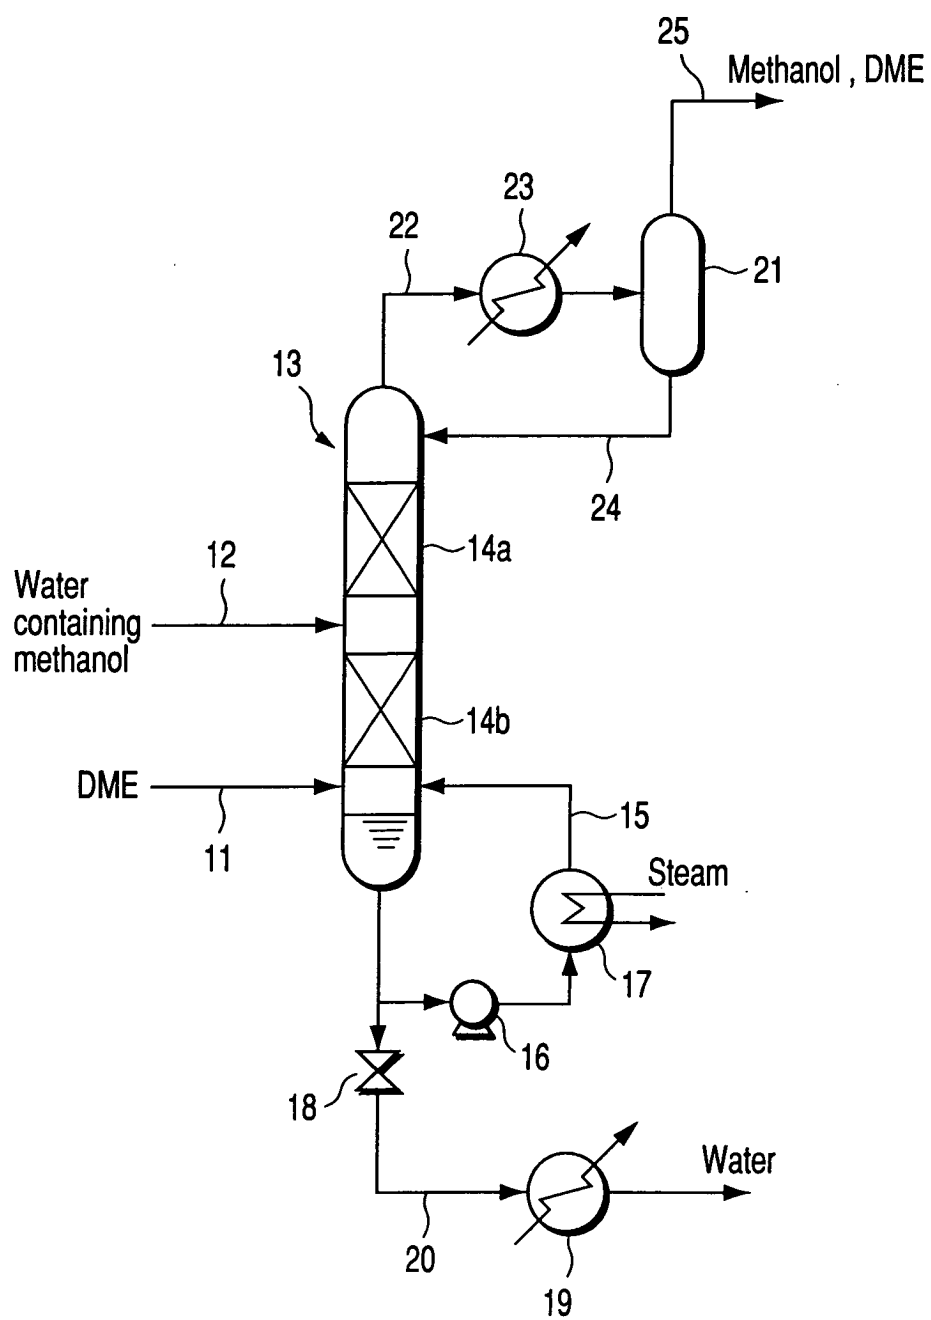 25
Methanol , DME
23
22
21
13
24
14a
12
Water
containing
methanol
14b
DME
11
15
Steam
17
16
18
Water
20
19